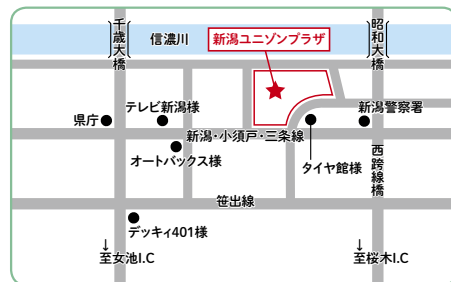 千歳大橋
信濃川
新潟ユニゾンプラザ
昭和大橋
県庁
テレビ新潟様
新潟警察署
新潟・小須戸・三条線
オートバックス様
タイヤ館様
西跨線橋
笹出線
デッキィ401様
至女池I.C
至桜木I.C